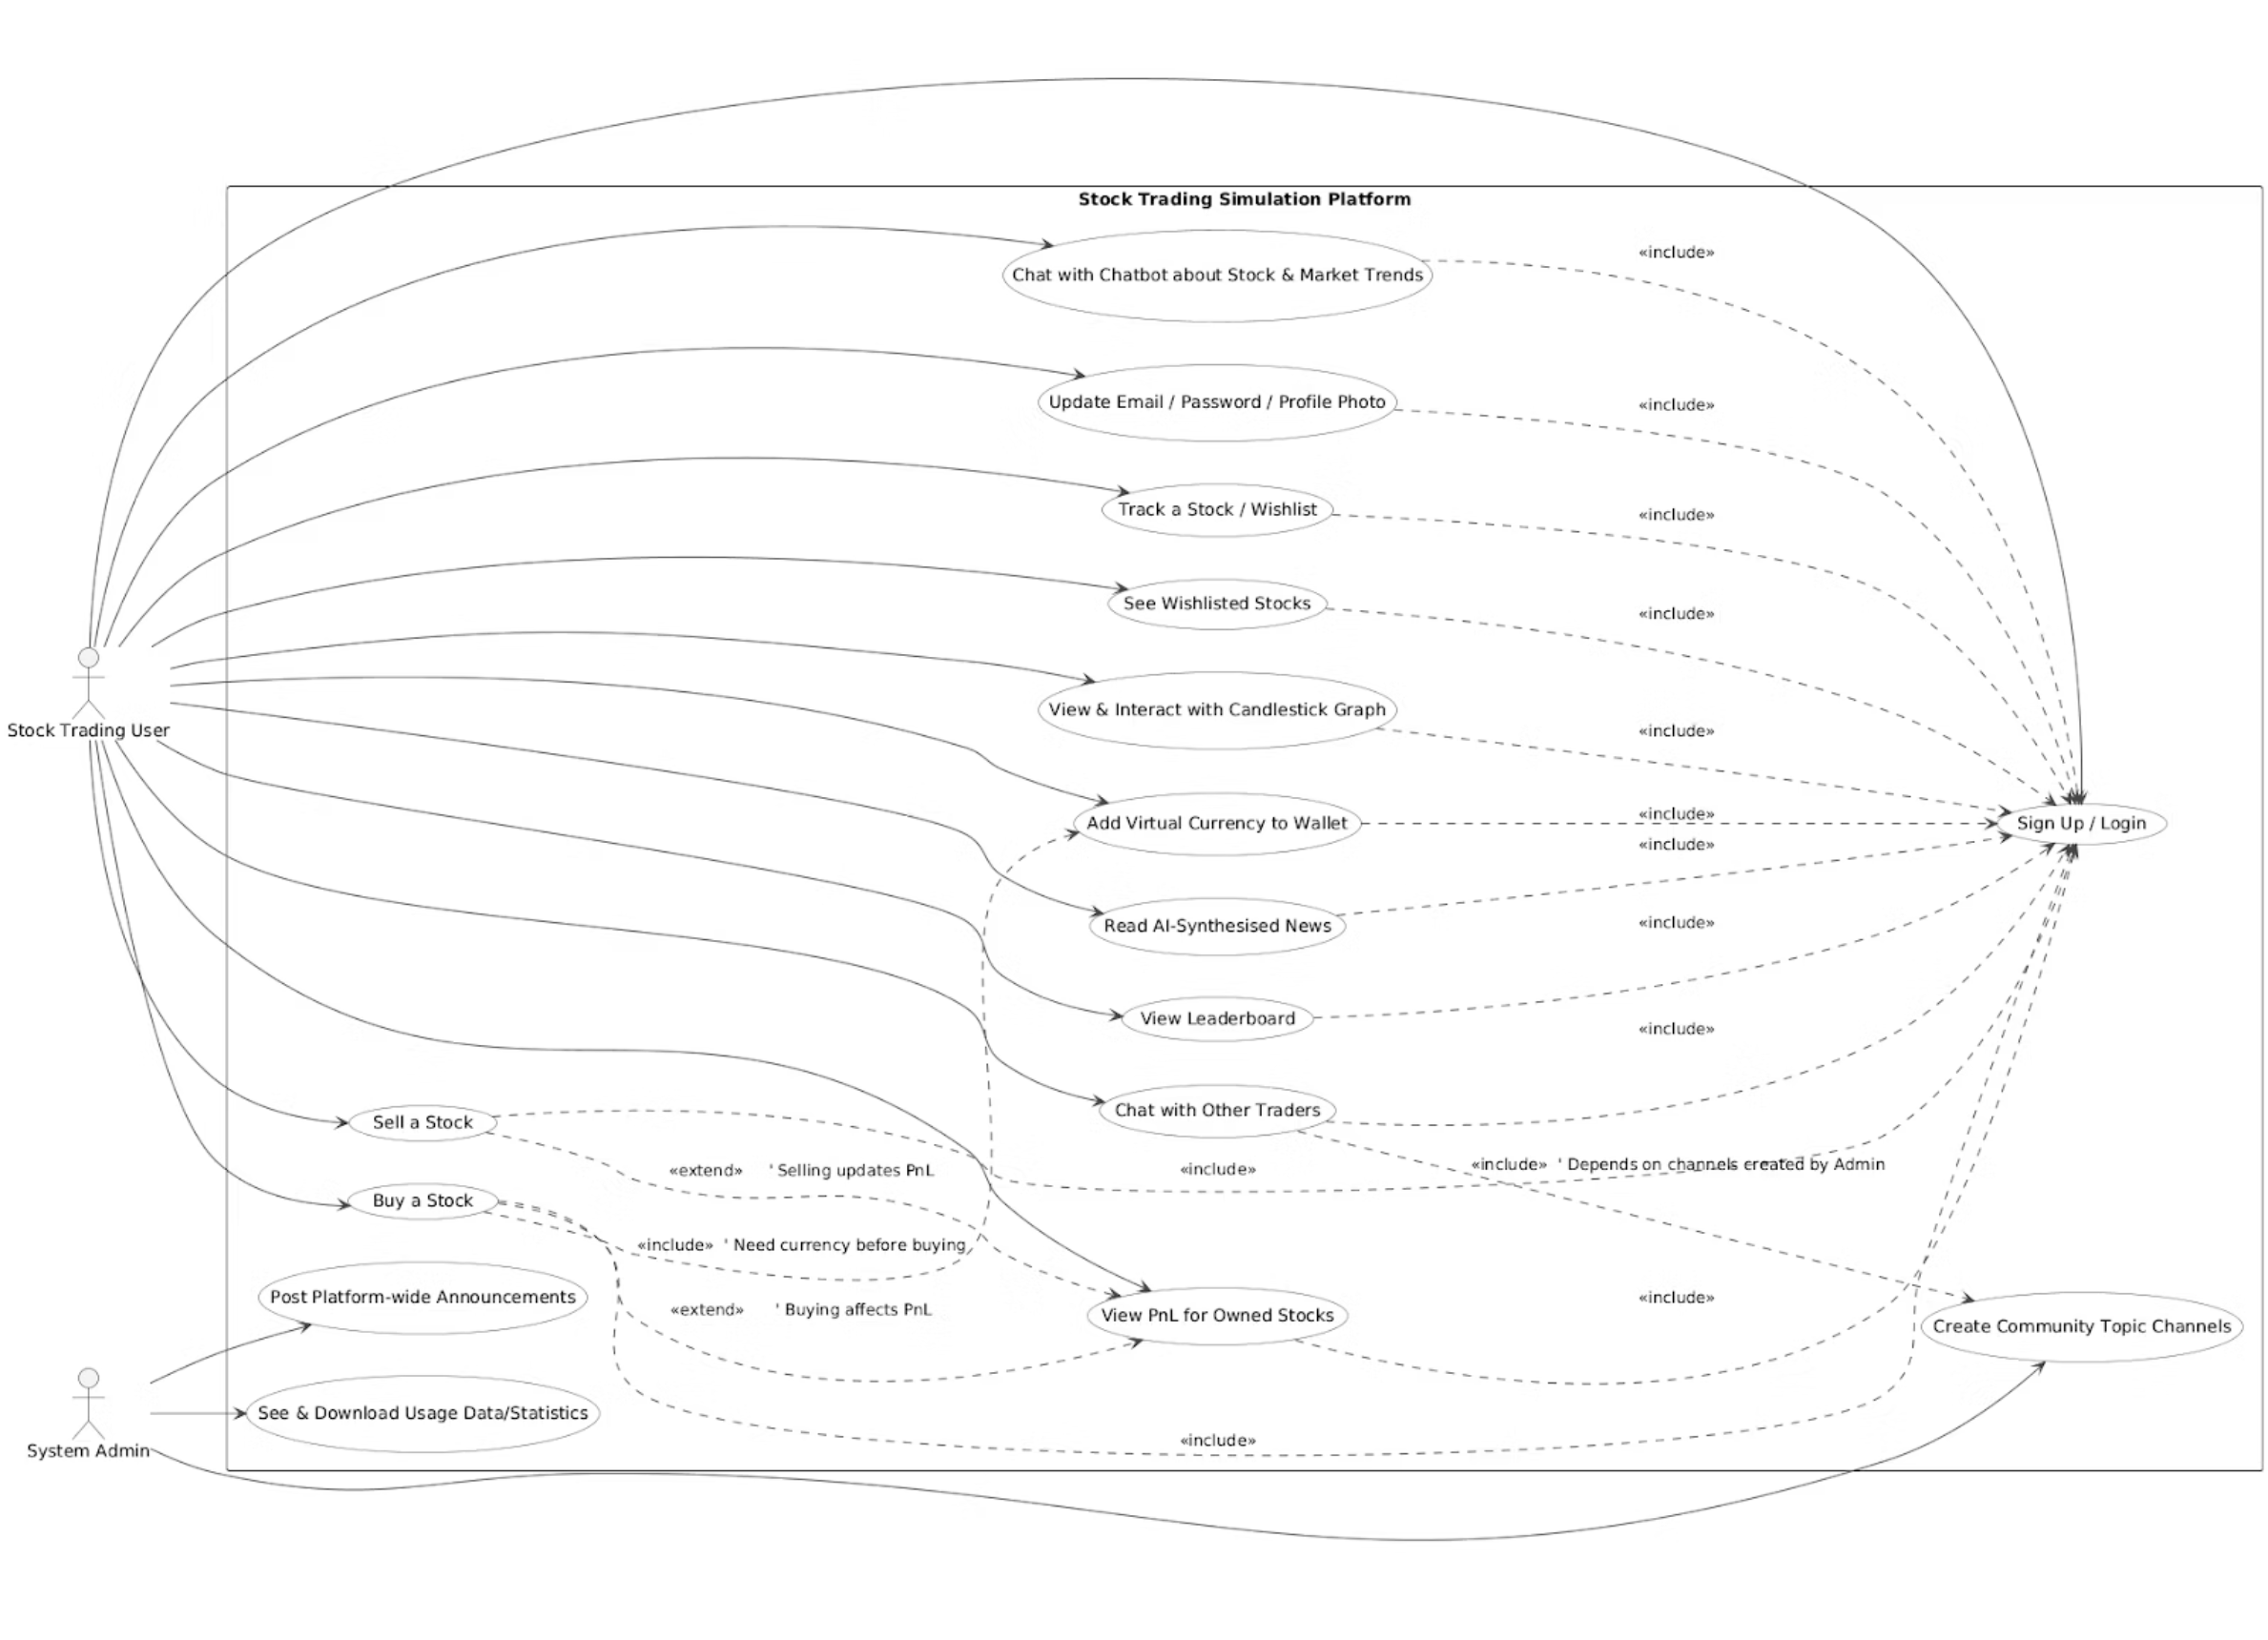 Stock Trading Simulation Platform
«include»
Chat with Chatbot about Stock & Market Trends
Update Email / Password / Profile Photo
«include»
Track a Stock / Wishlist
«include»
See Wishlisted Stocks
«include»
View & Interact with Candlestick Graph
Stock Trading User
«include»
«include»
Add Virtual Currency to Wallet
Sign Up / Login
«include»
Read AI-Synthesised News
«include»
View Leaderboard
«include»
Chat with Other Traders
Sell a Stock
«extend» ' Selling updates PnL
«include»
«include» ' Depends on channels created by Admin
Buy a Stock
«include» ' Need currency before buying
Post Platform-wide Announcements
«extend» ' Buying affects PnL
View PnL for Owned Stocks
«include»
Create Community Topic Channels
See & Download Usage Data/Statistics
System Admin
«include»